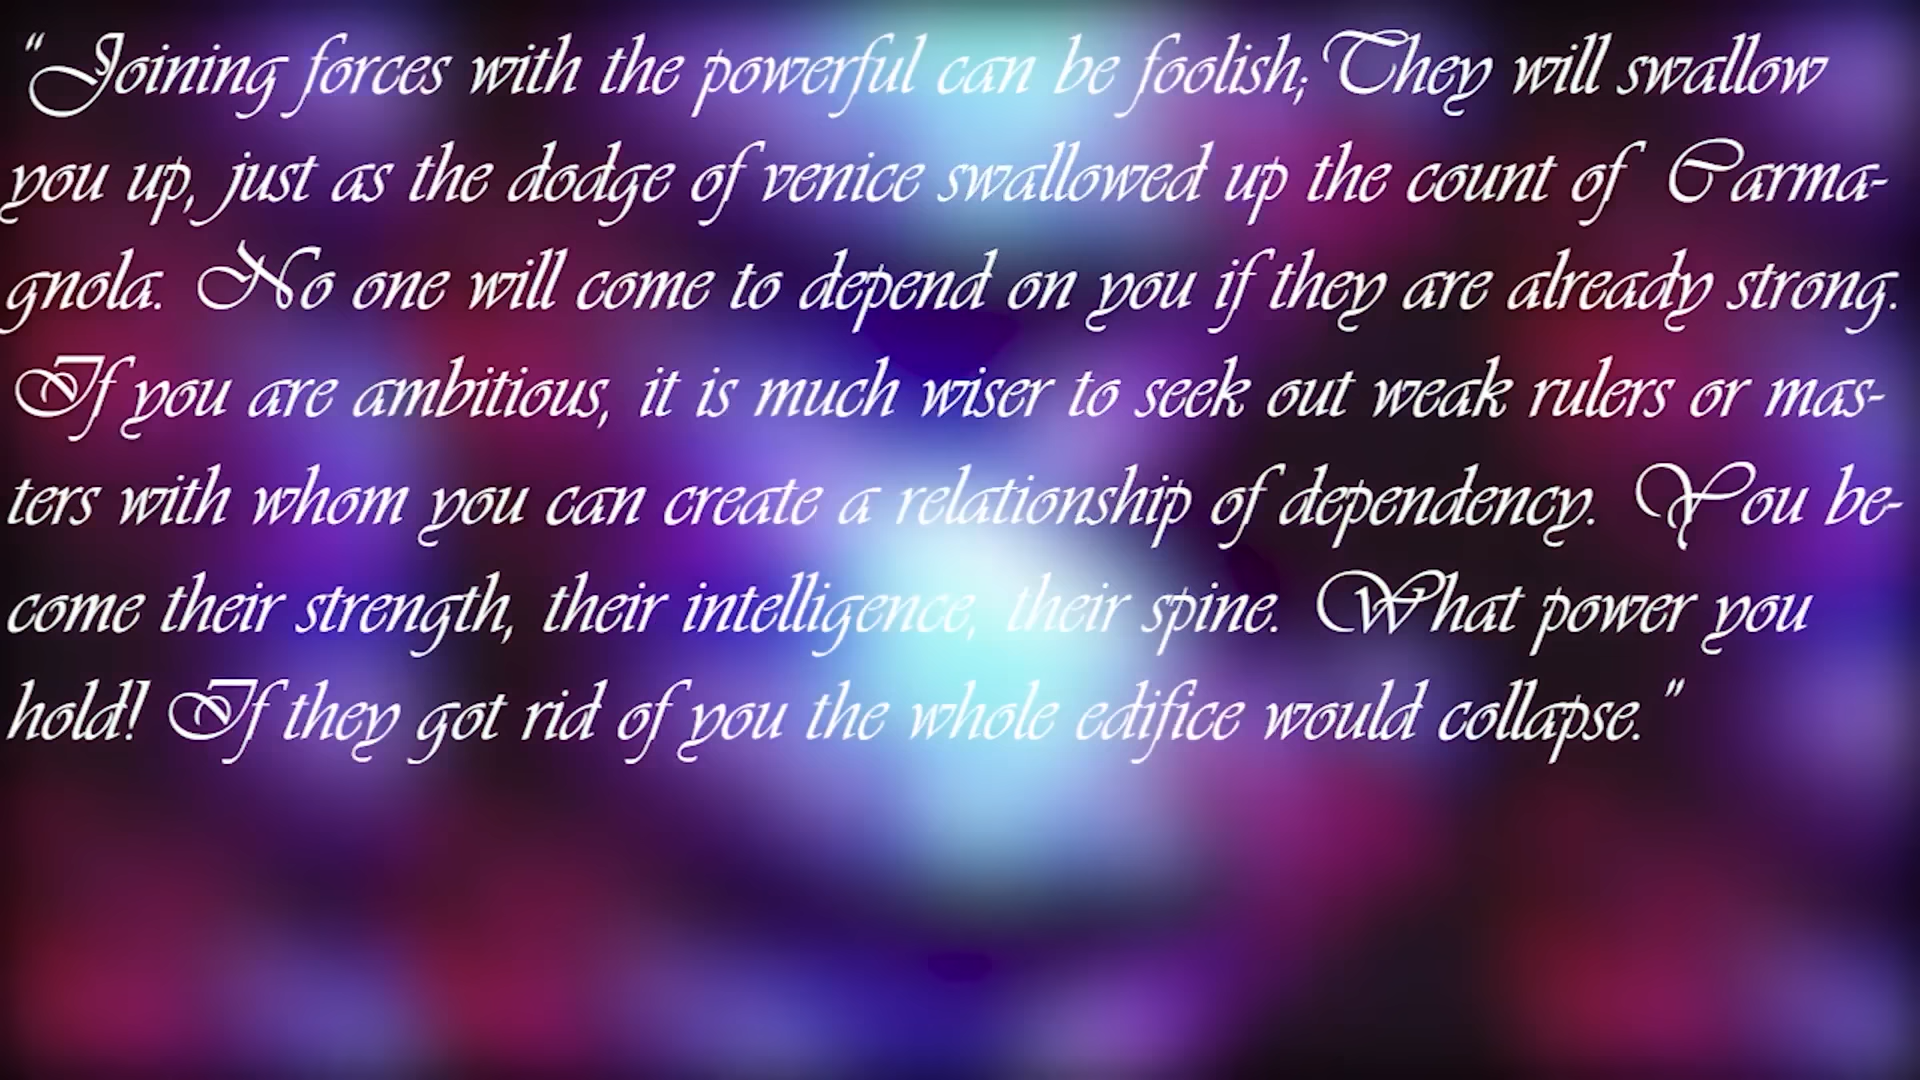 “Joining forces with the powerful can be foolish; They will swallow
you up, just as the dodge of venice swallowed up the count of Carma-
gnola. No one will come to depend on you if they are already strong.
If you are ambitious, it is much wiser to seek out weak rulers or mas-
ters with whom you can create a relationship of dependency. You be-
come their strength, their intelligence, their spine. What power you
hold! If they got rid of you the whole edifice would collapse.”